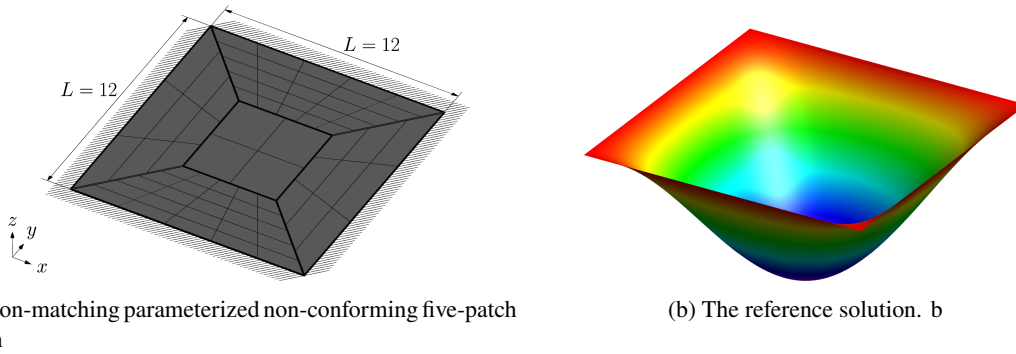 L = 12
L = 12
z
y
x
on-matching parameterized non-conforming five-patch
(b) The reference solution. b